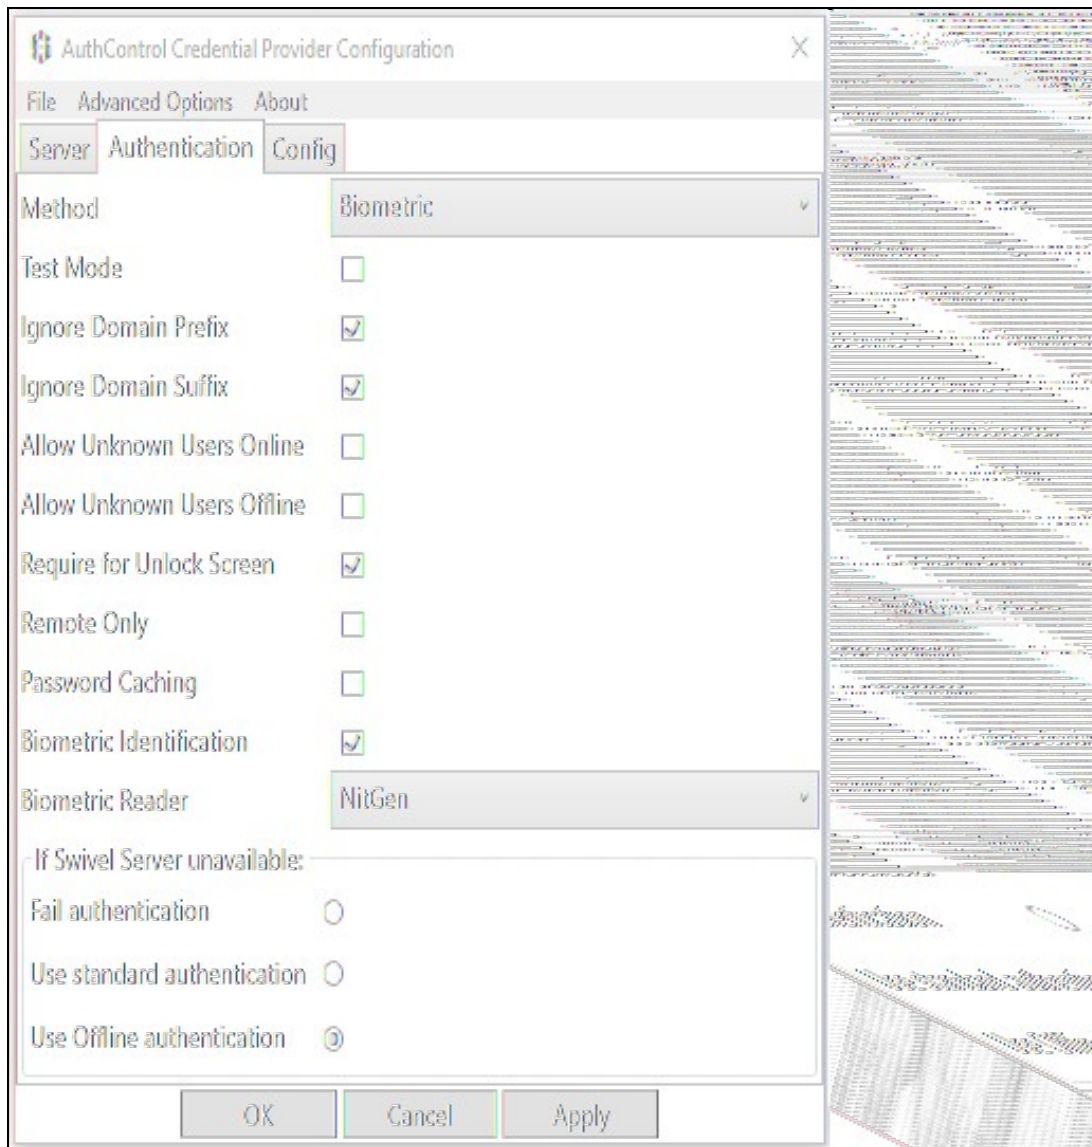 AuthControl Credential Provider Configuration
File Advanced Options About
Server Authentication Config
Method Biometric
Test Mode
Ignore Domain Prefix
Ignore Domain Suffix
Allow Unknown Users Online
Allow Unknown Users Offline
Require for Unlock Screen
Remote Only
Password Caching
Biometric Identification
Biometric Reader NitGen
If Swivel Server unavailable:
Fail authentication
Use standard authentication
Use Offline authentication
OK Cancel Apply